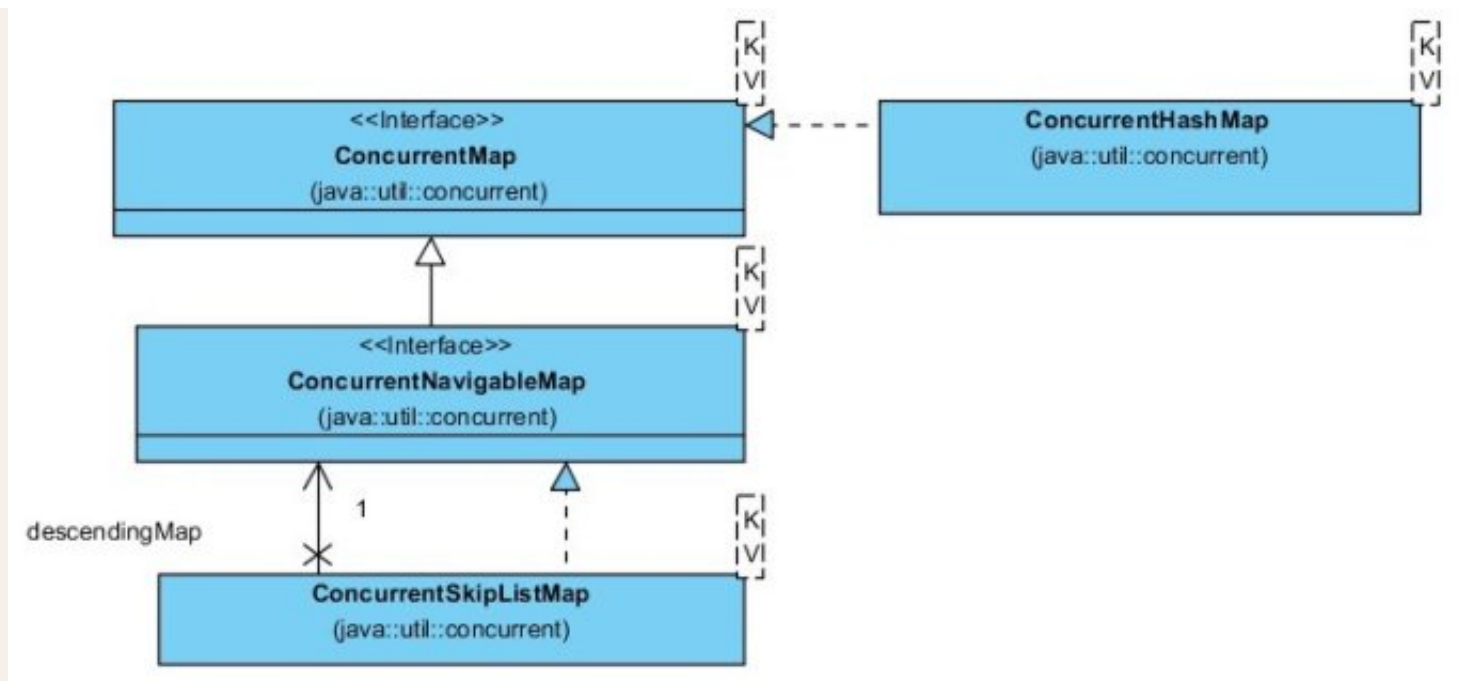 K
V
<<Interface>>
ConcurrentMap
(java::util::concurrent)
K
V
ConcurrentHashMap
(java::util::concurrent)
K
V
<<Interface>>
ConcurrentNavigableMap
(java::util::concurrent)
1
descendingMap
K
V
ConcurrentSkipListMap
(java::util::concurrent)